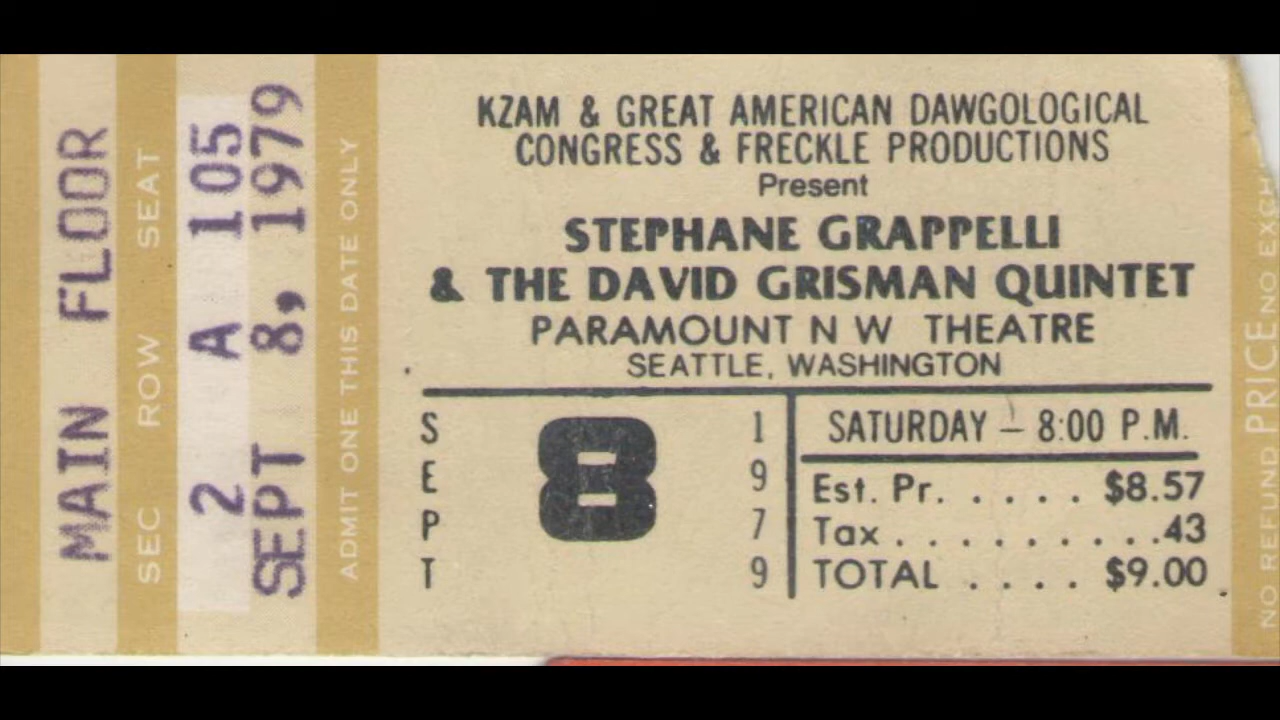 MAIN FLOOR
SEC ROW SEAT
2 A 105
SEPT 8, 1979
ADMIT ONE THIS DATE ONLY
KZAM & GREAT AMERICAN DAWGOLOGICAL
CONGRESS & FRECKLE PRODUCTIONS
Present
STEPHANE GRAPPELLI
& THE DAVID GRISMAN QUINTET
PARAMOUNT N W THEATRE
SEATTLE, WASHINGTON
SEPT 8 1979
SATURDAY – 8:00 P.M.
Est. Pr. . . . . . $8.57
Tax . . . . . . . . . .43
TOTAL . . . . $9.00
NO REFUND PRICE NO EXCH